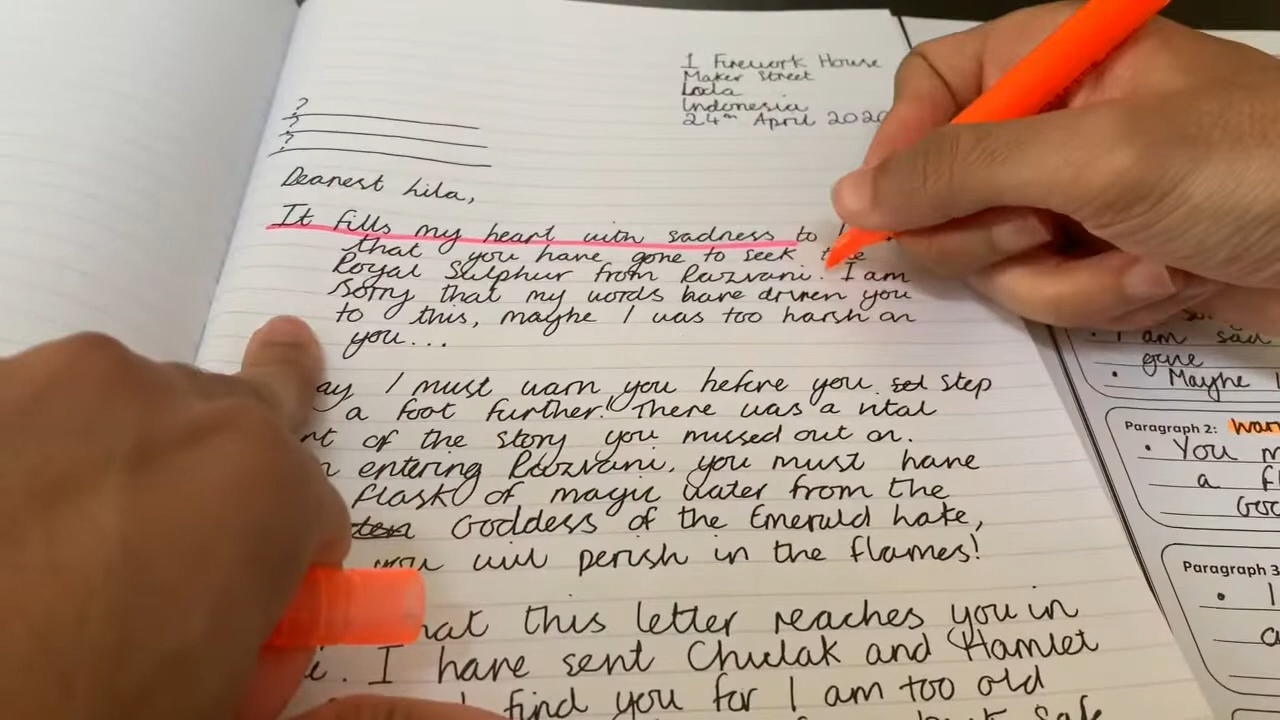 1 Firework House
Maker Street
Loda
Indonesia
24th April 2020
?
?
?
Dearest Lila,
It fills my heart with sadness to
that you have gone to seek the
Royal Sulphur from Razvani. I am
sorry that my words have driven you
to this, maybe I was too harsh on
you...
I must warn you before you step
a foot further! There was a vital
of the story you missed out on.
entering Razvani, you must have
flask of magic water from the
Goddess of the Emerald Lake,
you will perish in the flames!
that this letter reaches you in
I have sent Chulak and Hamlet
find you for I am too old
safe
I am sad
gone
Maybe I
Paragraph 2:
You m
a
Paragraph 3